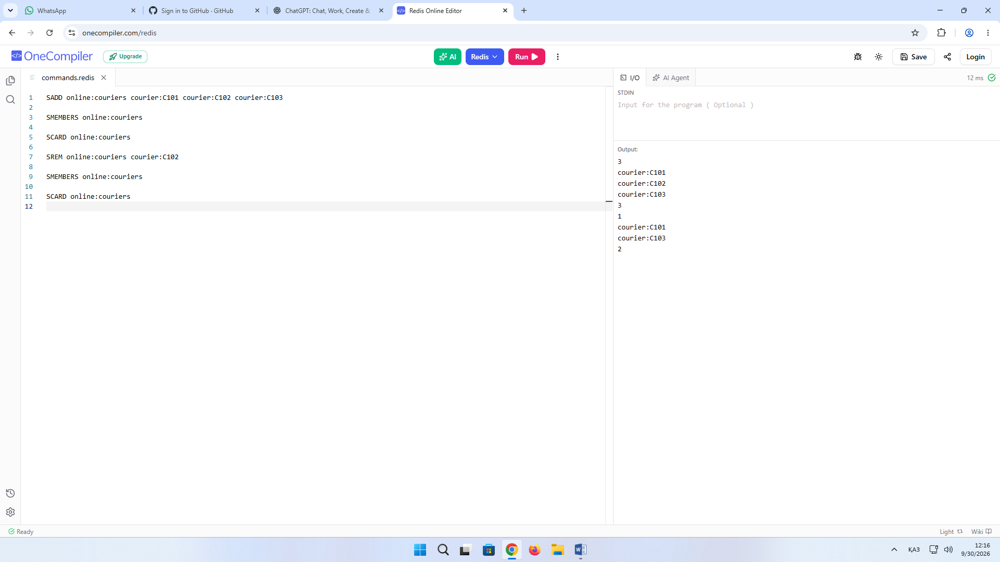 WhatsApp
Sign in to GitHub · GitHub
ChatGPT: Chat, Work, Create &
Redis Online Editor
onecompiler.com/redis
OneCompiler
Upgrade
AI
Redis
Run
Save
Login
commands.redis
I/O
AI Agent
12 ms
1 SADD online:couriers courier:C101 courier:C102 courier:C103
2
3 SMEMBERS online:couriers
4
5 SCARD online:couriers
6
7 SREM online:couriers courier:C102
8
9 SMEMBERS online:couriers
10
11 SCARD online:couriers
12
STDIN
Input for the program ( Optional )
Output:
3
courier:C101
courier:C102
courier:C103
3
1
courier:C101
courier:C103
2
Ready
Light
Wiki
ҚАЗ
12:16
9/30/2026